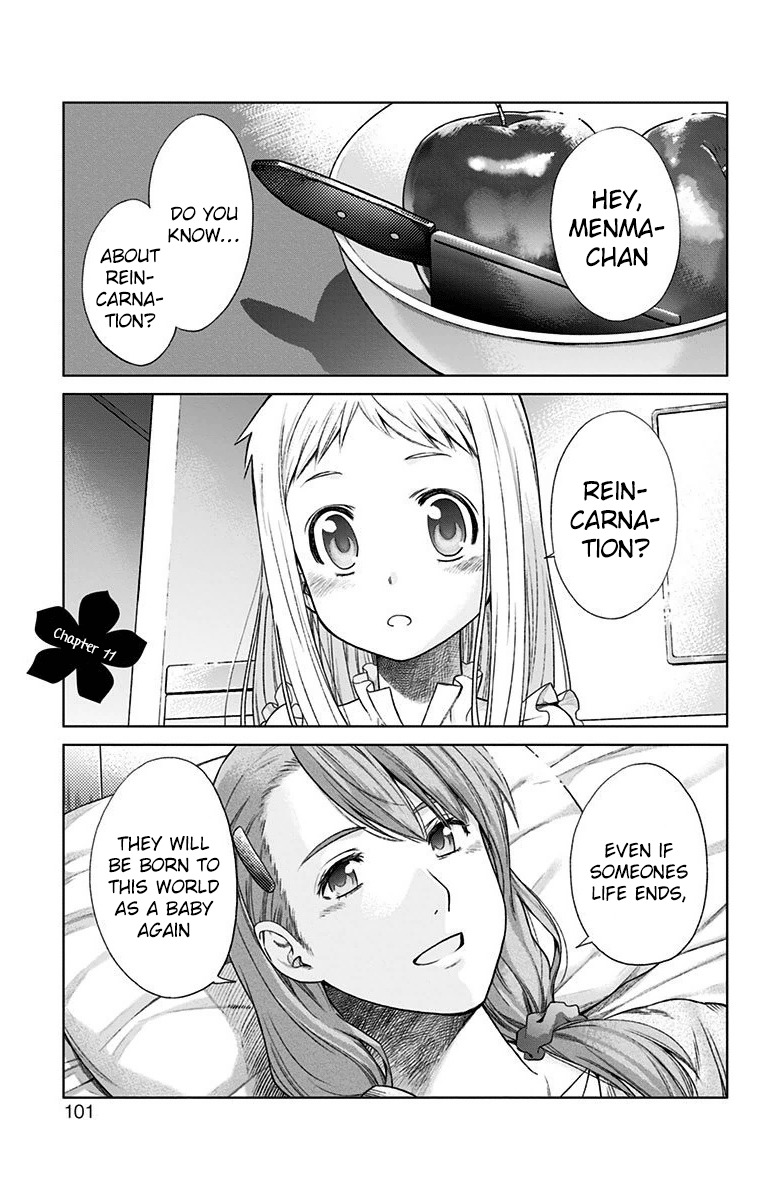 HEY,
MENMA-
CHAN
DO YOU
KNOW...
ABOUT
REIN-
CARNA-
TION?
REIN-
CARNA-
TION?
Chapter 11
EVEN IF
SOMEONES
LIFE ENDS,
THEY WILL
BE BORN TO
THIS WORLD
AS A BABY
AGAIN
101